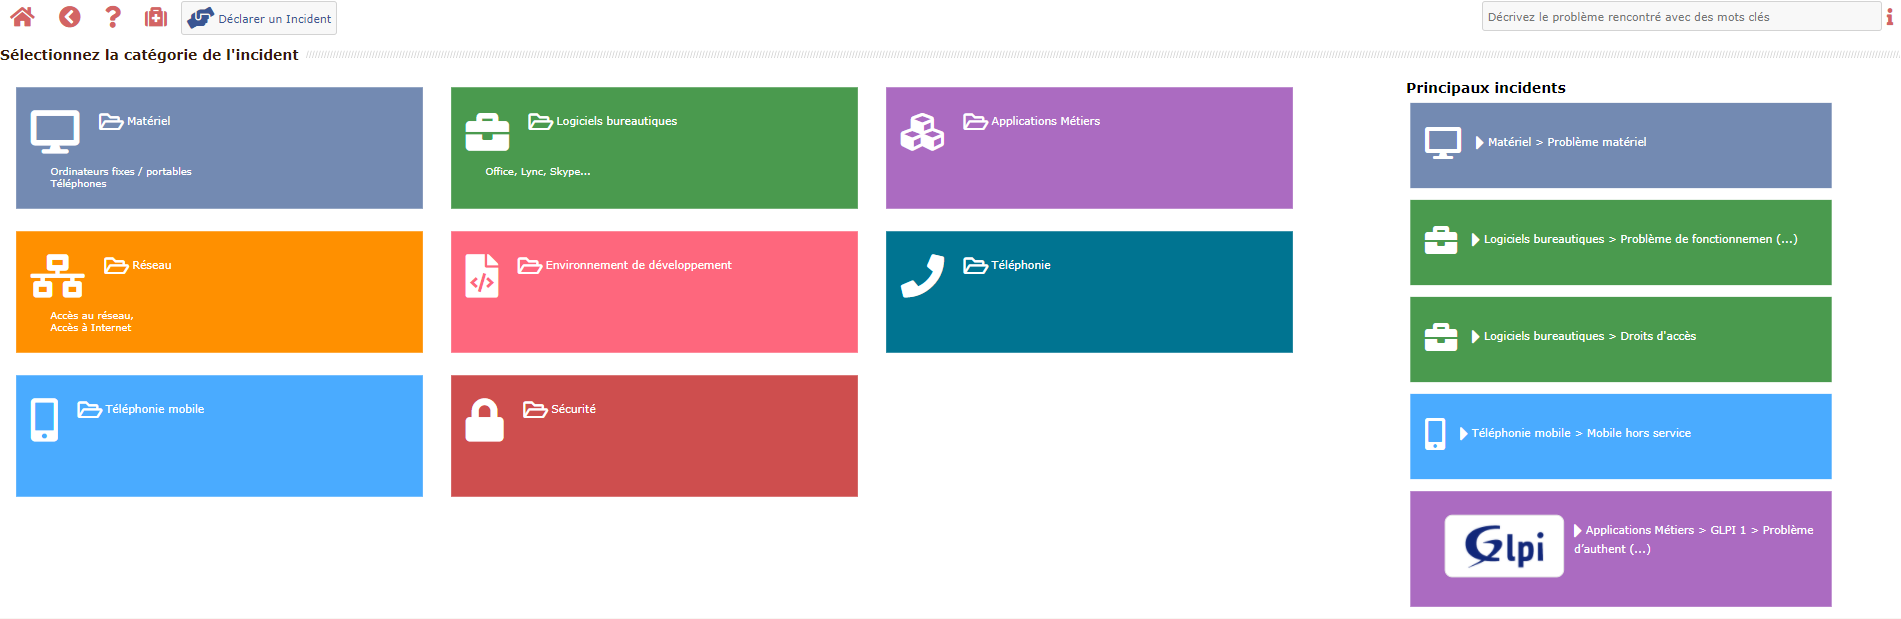 Déclarer un Incident
Décrivez le problème rencontré avec des mots clés
Sélectionnez la catégorie de l'incident
Matériel
Ordinateurs fixes / portables
Téléphones
Logiciels bureautiques
Office, Lync, Skype...
Applications Métiers
Réseau
Accès au réseau,
Accès à Internet
Environnement de développement
Téléphonie
Téléphonie mobile
Sécurité
Principaux incidents
Matériel > Problème matériel
Logiciels bureautiques > Problème de fonctionnemen (...)
Logiciels bureautiques > Droits d'accès
Téléphonie mobile > Mobile hors service
Glpi
Applications Métiers > GLPI 1 > Problème
d'authent (...)